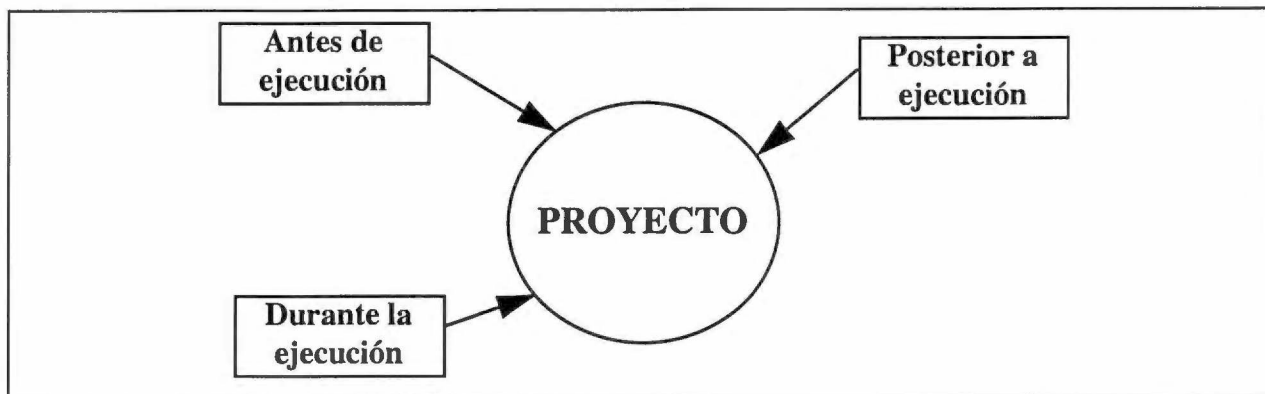 Antes de
ejecución
Posterior a
ejecución
PROYECTO
Durante la
ejecución